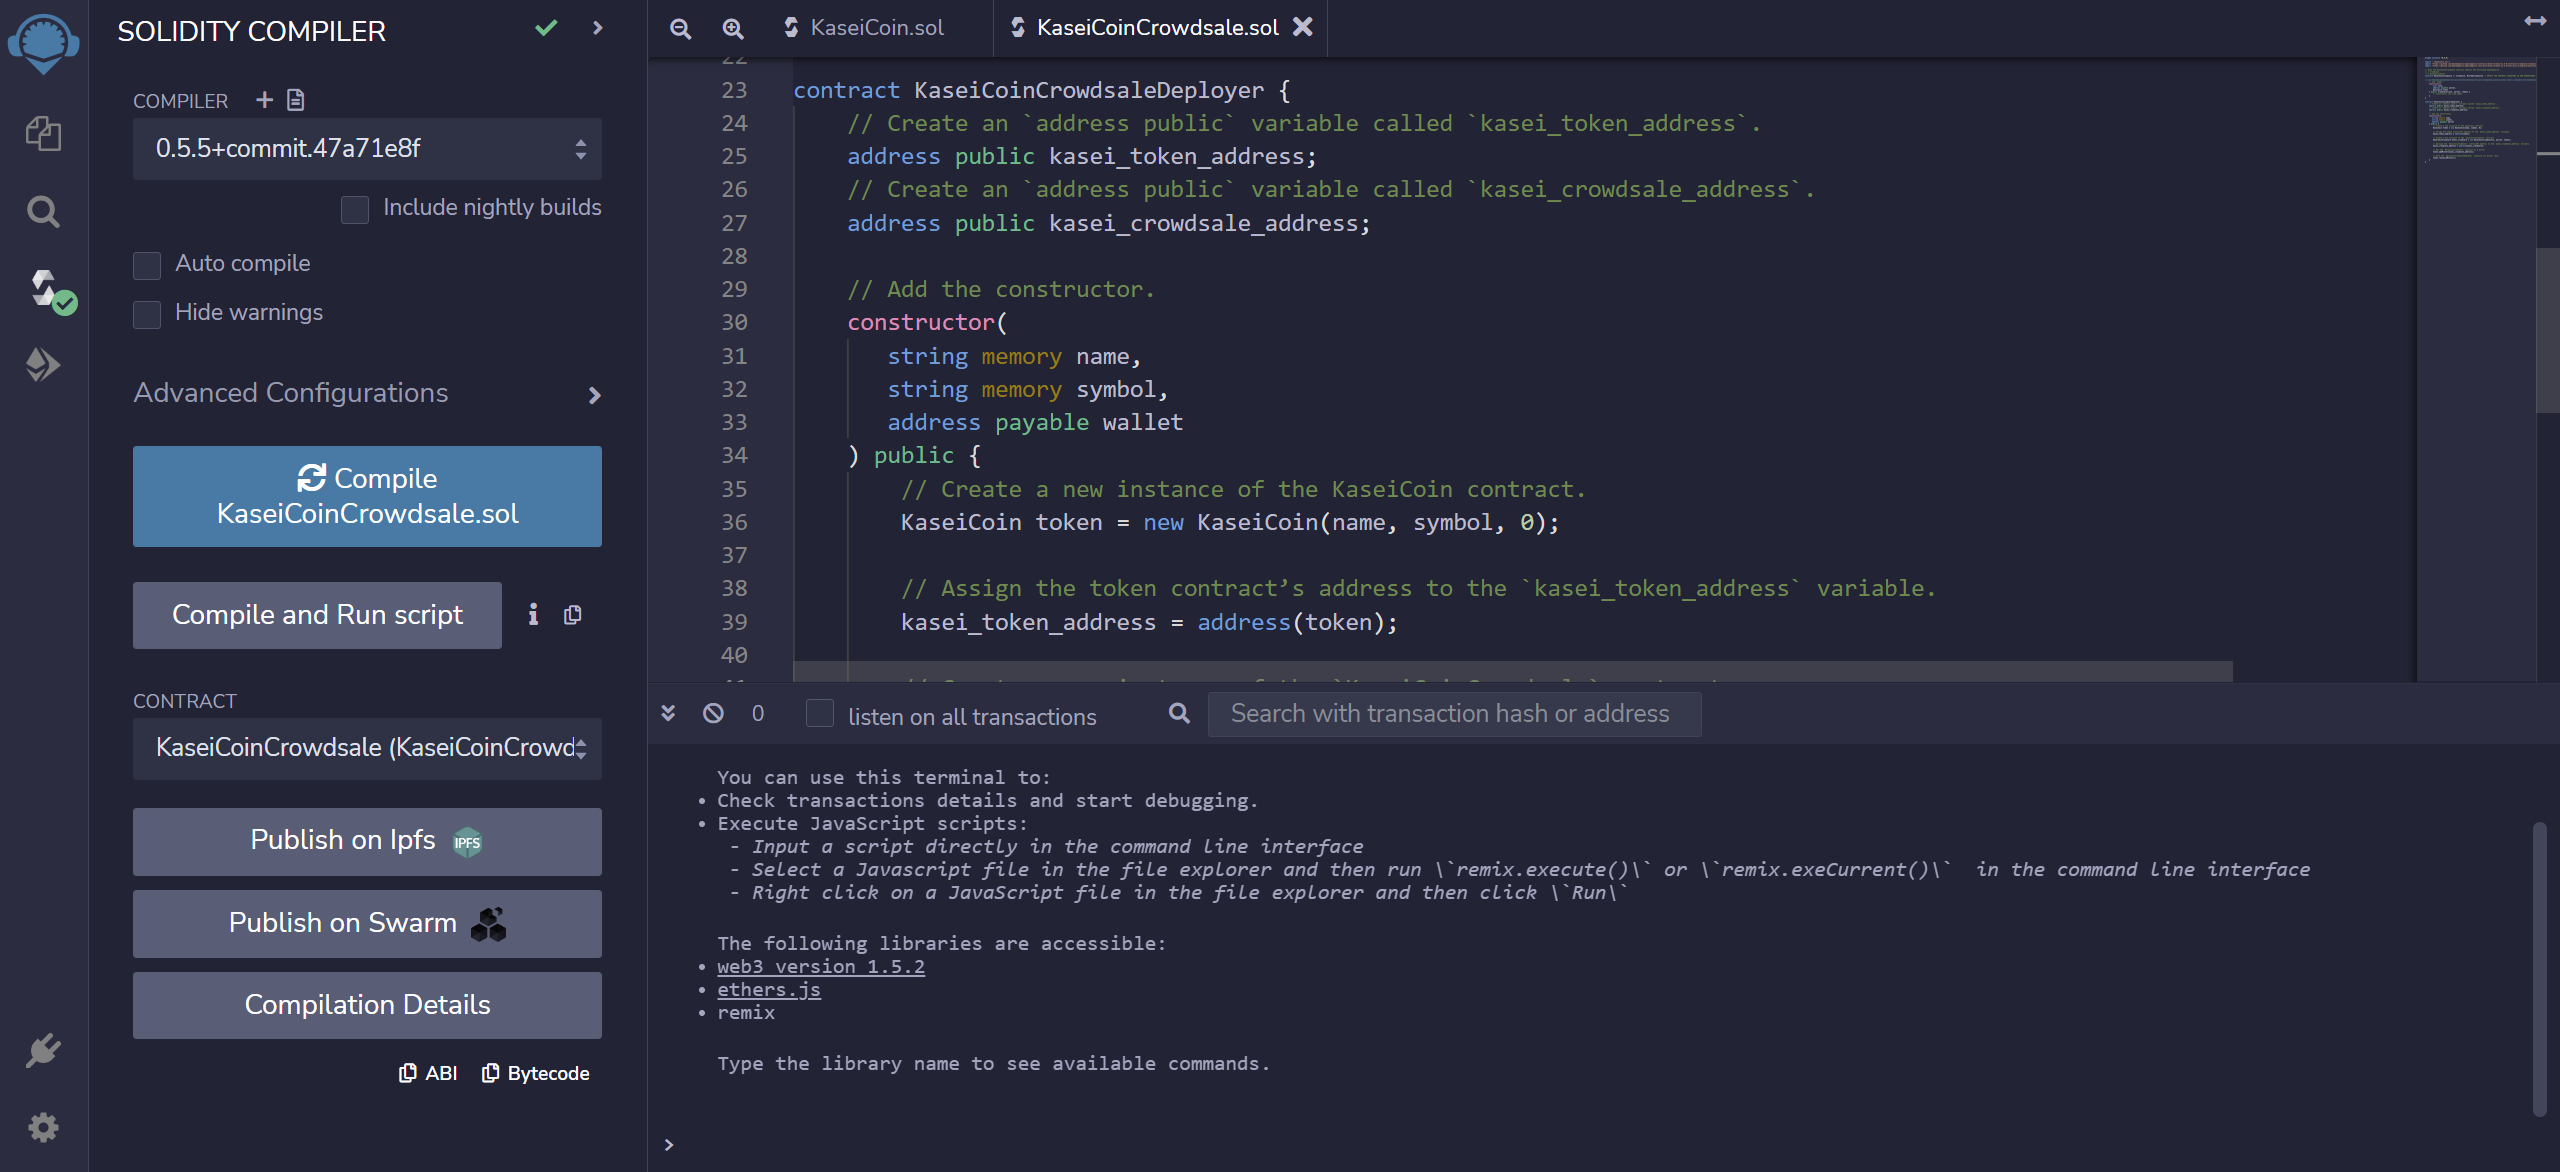 SOLIDITY COMPILER
COMPILER
0.5.5+commit.47a71e8f
Include nightly builds
Auto compile
Hide warnings
Advanced Configurations
Compile
KaseiCoinCrowdsale.sol
Compile and Run script
CONTRACT
KaseiCoinCrowdsale (KaseiCoinCrowd
Publish on Ipfs IPFS
Publish on Swarm
Compilation Details
ABI Bytecode
KaseiCoin.sol KaseiCoinCrowdsale.sol
22
23 contract KaseiCoinCrowdsaleDeployer {
24 // Create an `address public` variable called `kasei_token_address`.
25 address public kasei_token_address;
26 // Create an `address public` variable called `kasei_crowdsale_address`.
27 address public kasei_crowdsale_address;
28
29 // Add the constructor.
30 constructor(
31 string memory name,
32 string memory symbol,
33 address payable wallet
34 ) public {
35 // Create a new instance of the KaseiCoin contract.
36 KaseiCoin token = new KaseiCoin(name, symbol, 0);
37
38 // Assign the token contract’s address to the `kasei_token_address` variable.
39 kasei_token_address = address(token);
40
0 listen on all transactions Search with transaction hash or address
You can use this terminal to:
• Check transactions details and start debugging.
• Execute JavaScript scripts:
- Input a script directly in the command line interface
- Select a Javascript file in the file explorer and then run \`remix.execute()\` or \`remix.exeCurrent()\` in the command line interface
- Right click on a JavaScript file in the file explorer and then click \`Run\`
The following libraries are accessible:
• web3 version 1.5.2
• ethers.js
• remix
Type the library name to see available commands.
>